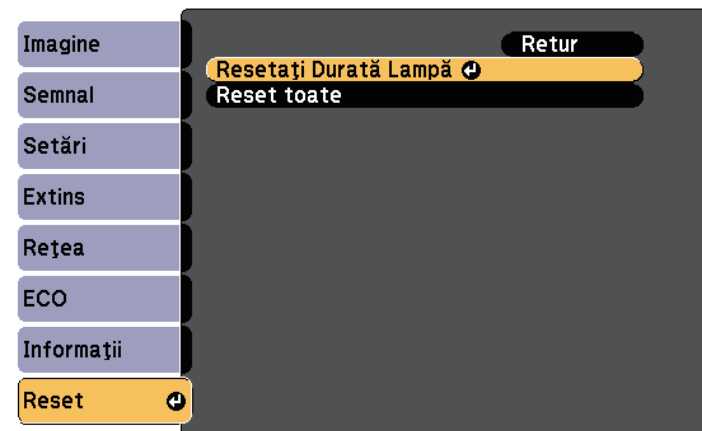 Imagine
Semnal
Setări
Extins
Reţea
ECO
Informaţii
Reset
Retur
Resetaţi Durată Lampă
Reset toate